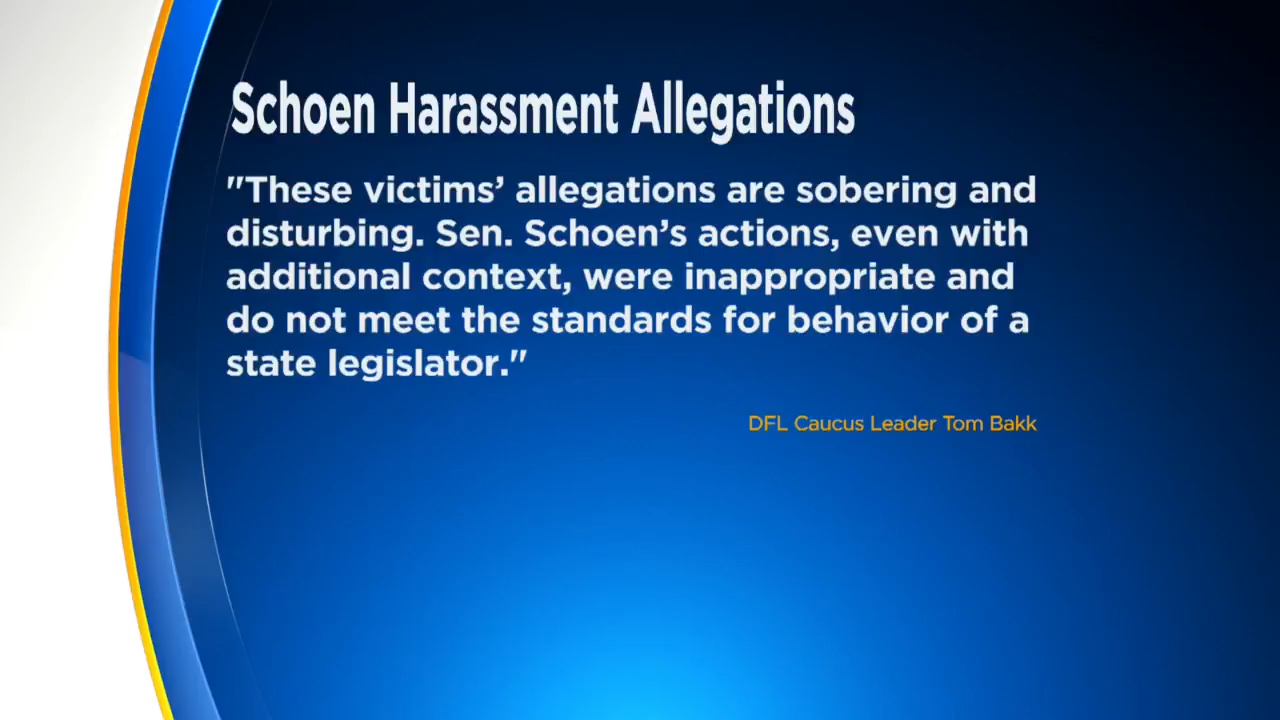 Schoen Harassment Allegations
"These victims’ allegations are sobering and
disturbing. Sen. Schoen’s actions, even with
additional context, were inappropriate and
do not meet the standards for behavior of a
state legislator."
DFL Caucus Leader Tom Bakk